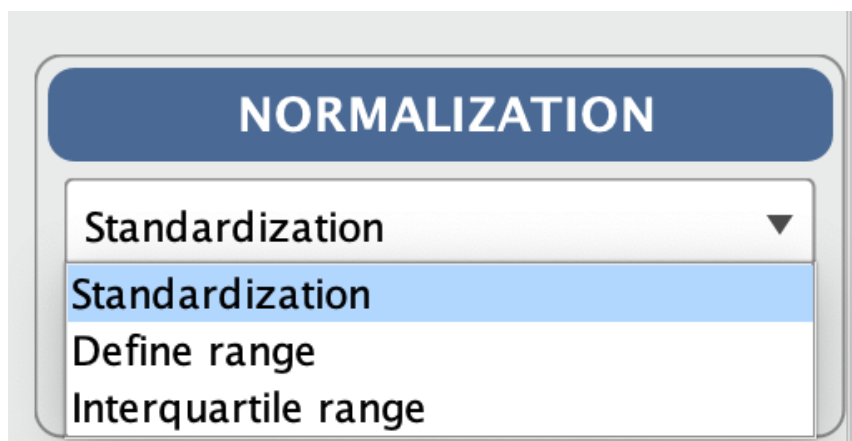 NORMALIZATION
Standardization
Standardization
Define range
Interquartile range